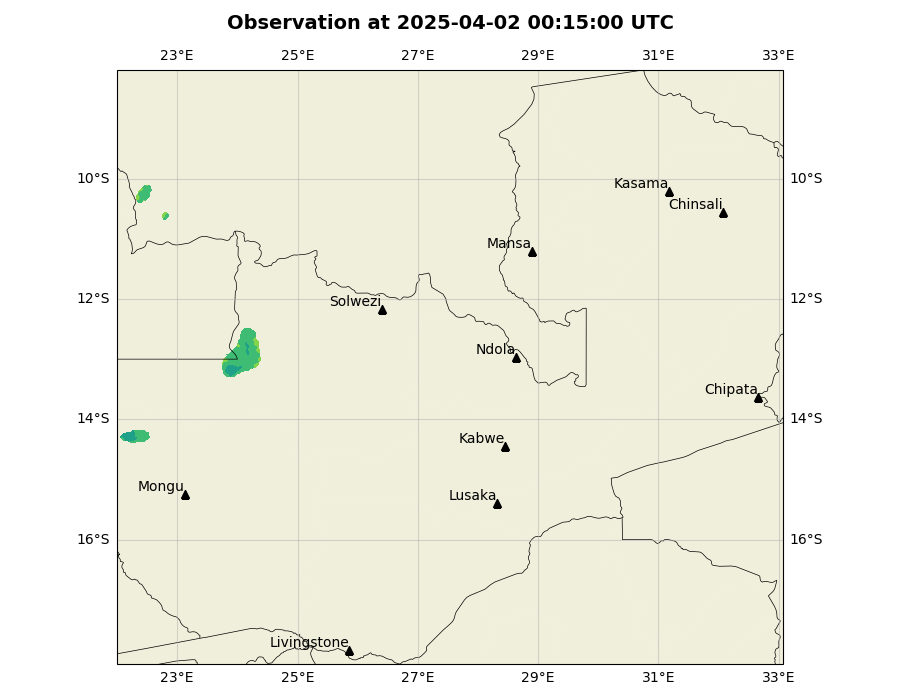 Observation at 2025-04-02 00:15:00 UTC
23°E 25°E 27°E 29°E 31°E 33°E
10°S 10°S
Kasama
Chinsali
Mansa
12°S 12°S
Solwezi
Ndola
Chipata
14°S 14°S
Kabwe
Mongu
Lusaka
16°S 16°S
Livingstone
23°E 25°E 27°E 29°E 31°E 33°E